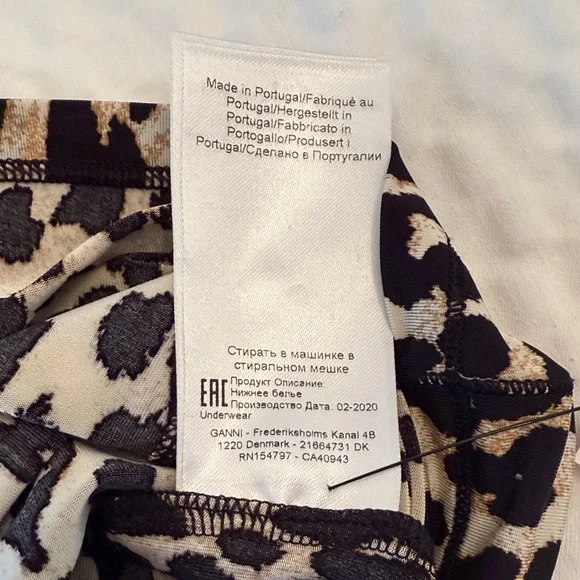 Made in Portugal/Fabriqué au
Portugal/Hergestellt in
Portugal/Fabbricato in
Portogallo/Produsert i
Portugal/Сделано в Португалии
Стирать в машинке в
стиральном мешке
EAC
Продукт Описание:
Нижнее белье
Производство Дата: 02-2020
Underwear
GANNI - Frederiksholms Kanal 4B
1220 Denmark - 21664731 DK
RN154797 - CA40943